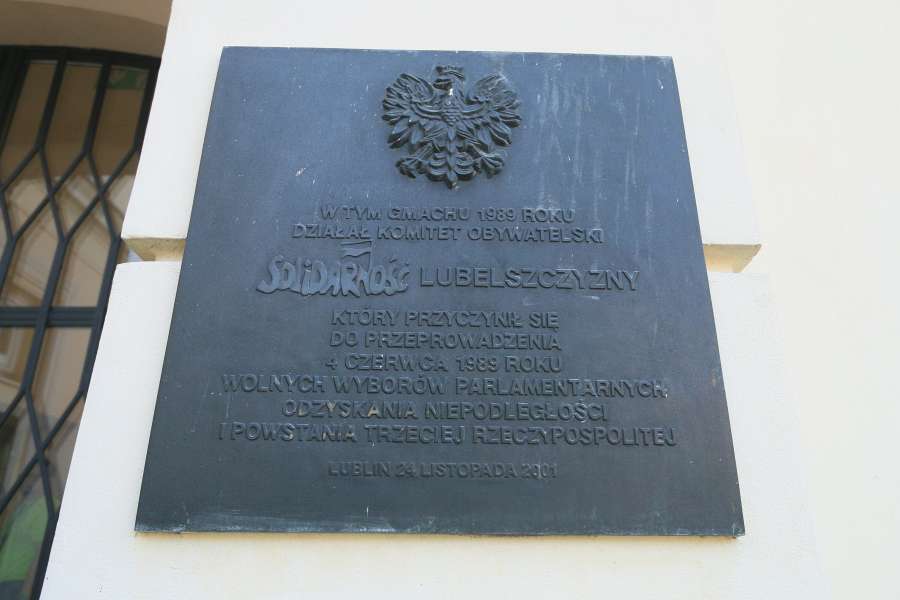 W TYM GMACHU 1989 ROKU
DZIAŁAŁ KOMITET OBYWATELSKI
SOLIDARNOŚĆ LUBELSZCZYZNY
KTÓRY PRZYCZYNIŁ SIĘ
DO PRZEPROWADZENIA
4 CZERWCA 1989 ROKU
WOLNYCH WYBORÓW PARLAMENTARNYCH
ODZYSKANIA NIEPODLEGŁOŚCI
I POWSTANIA TRZECIEJ RZECZYPOSPOLITEJ
LUBLIN 24 LISTOPADA 2001